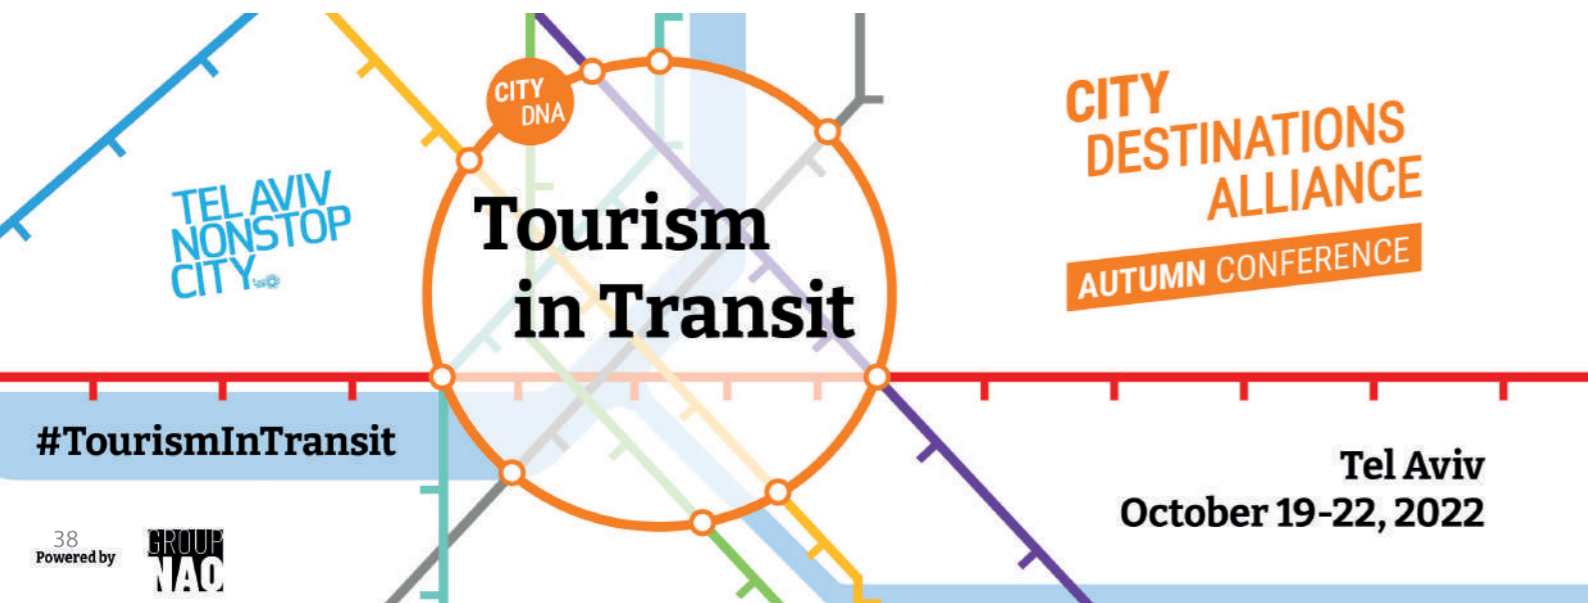 CITY
DNA
TEL AVIV
NONSTOP
CITY
Tourism
in Transit
CITY
DESTINATIONS
ALLIANCE
AUTUMN CONFERENCE
#TourismInTransit
Tel Aviv
October 19-22, 2022
38
Powered by
GROUP
NAO